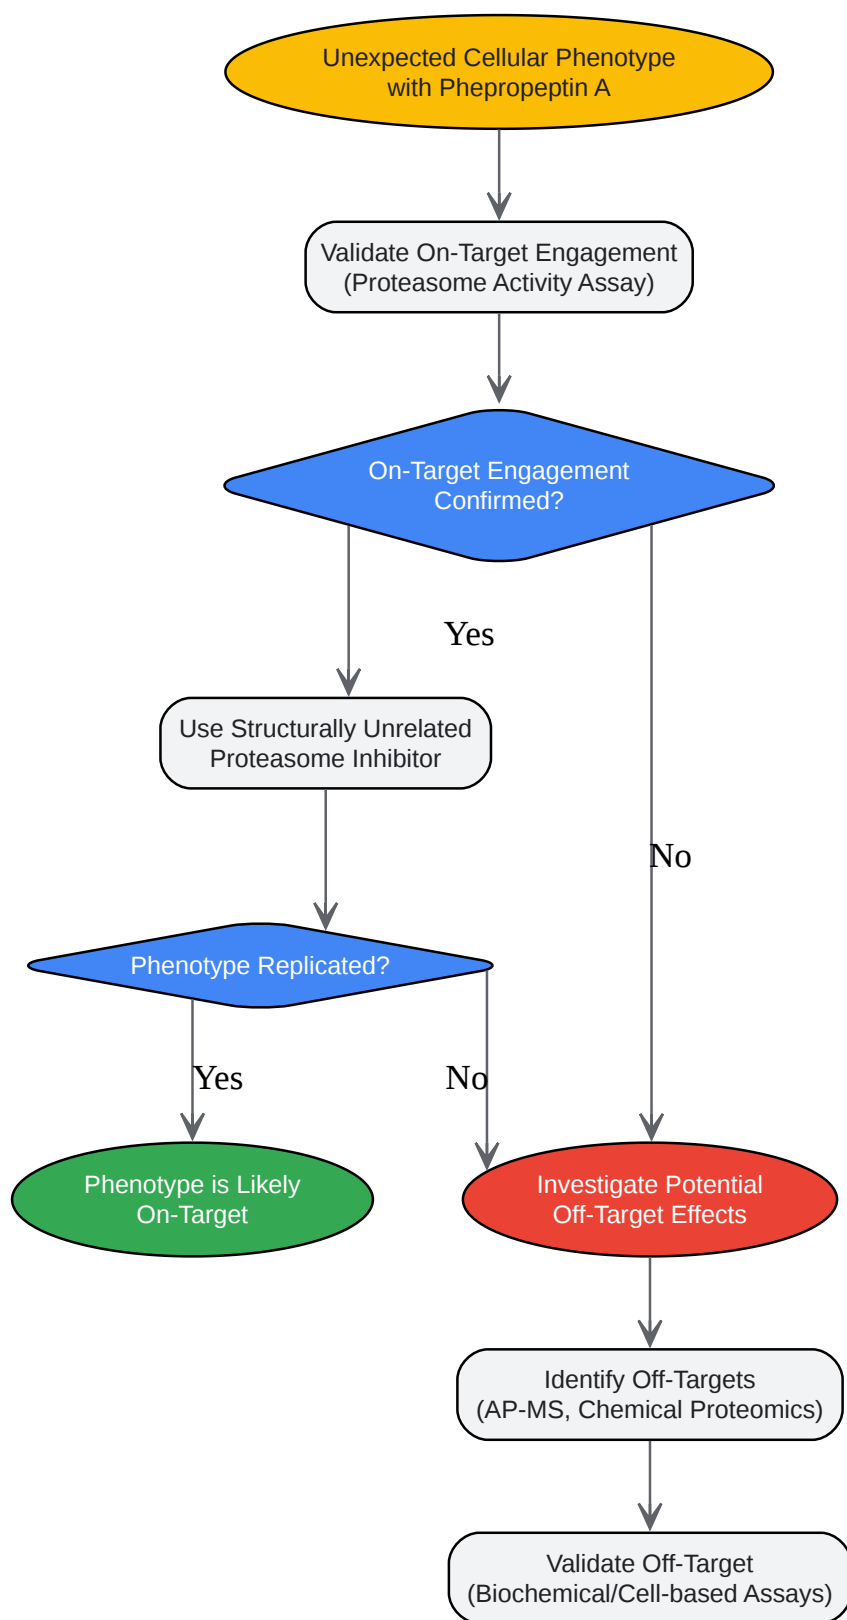 Unexpected Cellular Phenotype
with Phepropeptin A
Validate On-Target Engagement
(Proteasome Activity Assay)
On-Target Engagement
Confirmed?
Yes
Use Structurally Unrelated
Proteasome Inhibitor
No
Phenotype Replicated?
Yes
No
Phenotype is Likely
On-Target
Investigate Potential
Off-Target Effects
Identify Off-Targets
(AP-MS, Chemical Proteomics)
Validate Off-Target
(Biochemical/Cell-based Assays)